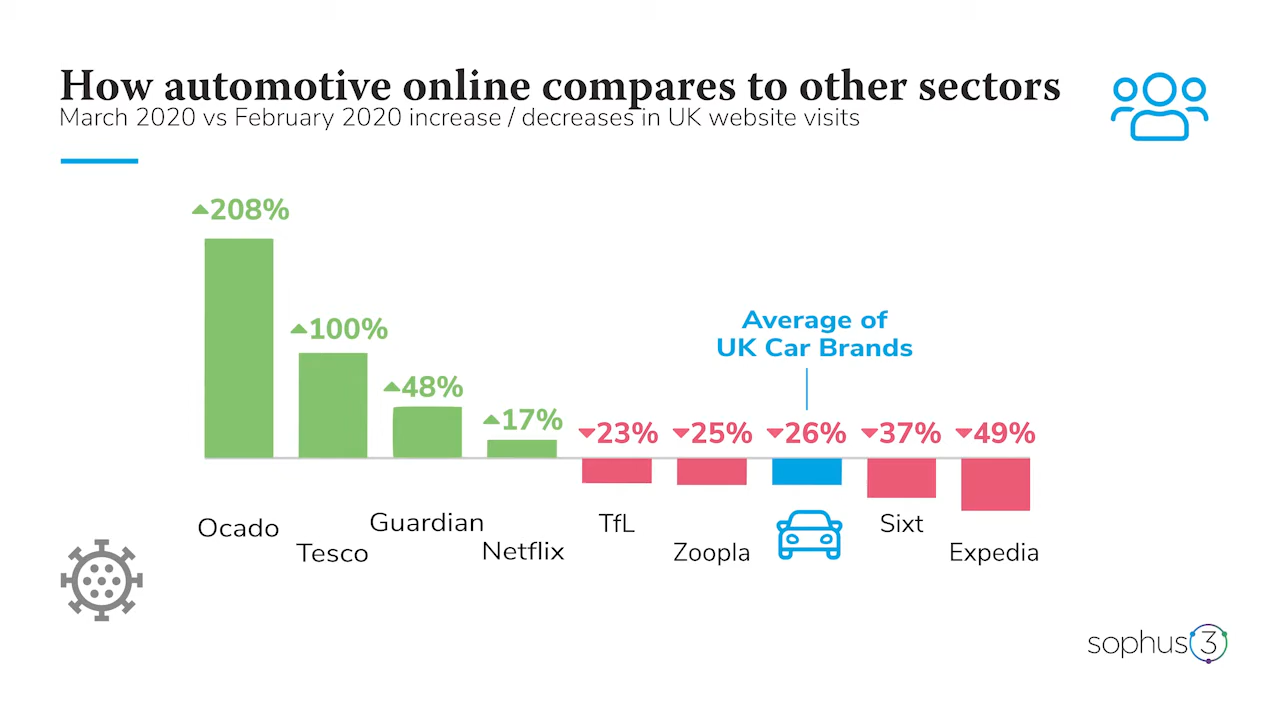 How automotive online compares to other sectors
March 2020 vs February 2020 increase / decreases in UK website visits
208%
100%
48%
17%
Average of
UK Car Brands
23%
25%
26%
37%
49%
Ocado
Tesco
Guardian
Netflix
TfL
Zoopla
Sixt
Expedia
sophus3